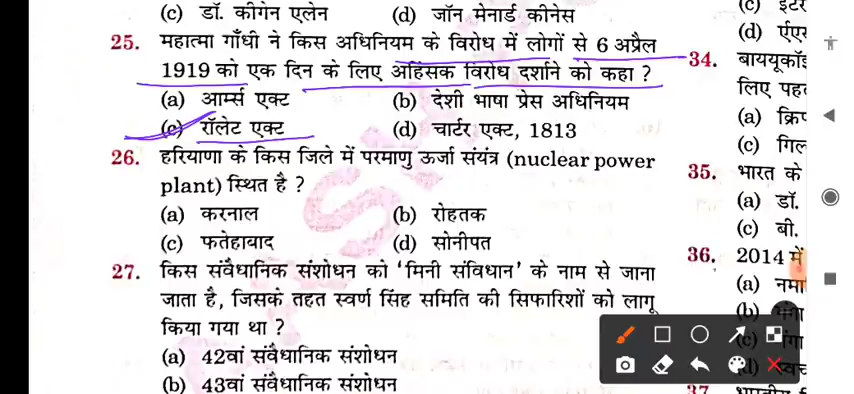 (c) डॉ. कीगेन एलेन (d) जॉन मेनार्ड कीनेस
25. महात्मा गाँधी ने किस अधिनियम के विरोध में लोगों से 6 अप्रैल
1919 को एक दिन के लिए अहिंसक विरोध दर्शाने को कहा ?
(a) आर्म्स एक्ट (b) देशी भाषा प्रेस अधिनियम
(c) रॉलेट एक्ट (d) चार्टर एक्ट, 1813
26. हरियाणा के किस जिले में परमाणु ऊर्जा संयंत्र (nuclear power
plant) स्थित है ?
(a) करनाल (b) रोहतक
(c) फतेहाबाद (d) सोनीपत
27. किस संवैधानिक संशोधन को ‘मिनी संविधान’ के नाम से जाना
जाता है, जिसके तहत स्वर्ण सिंह समिति की सिफारिशों को लागू
किया गया था ?
(a) 42वां संवैधानिक संशोधन
(b) 43वां संवैधानिक संशोधन
(c)
(d)
34.
लिए
(a)
(c)
35. भारत के
(a) डॉ.
(c) बी.
36. 2014 में
(a)
(b)
(c)
(d)
37